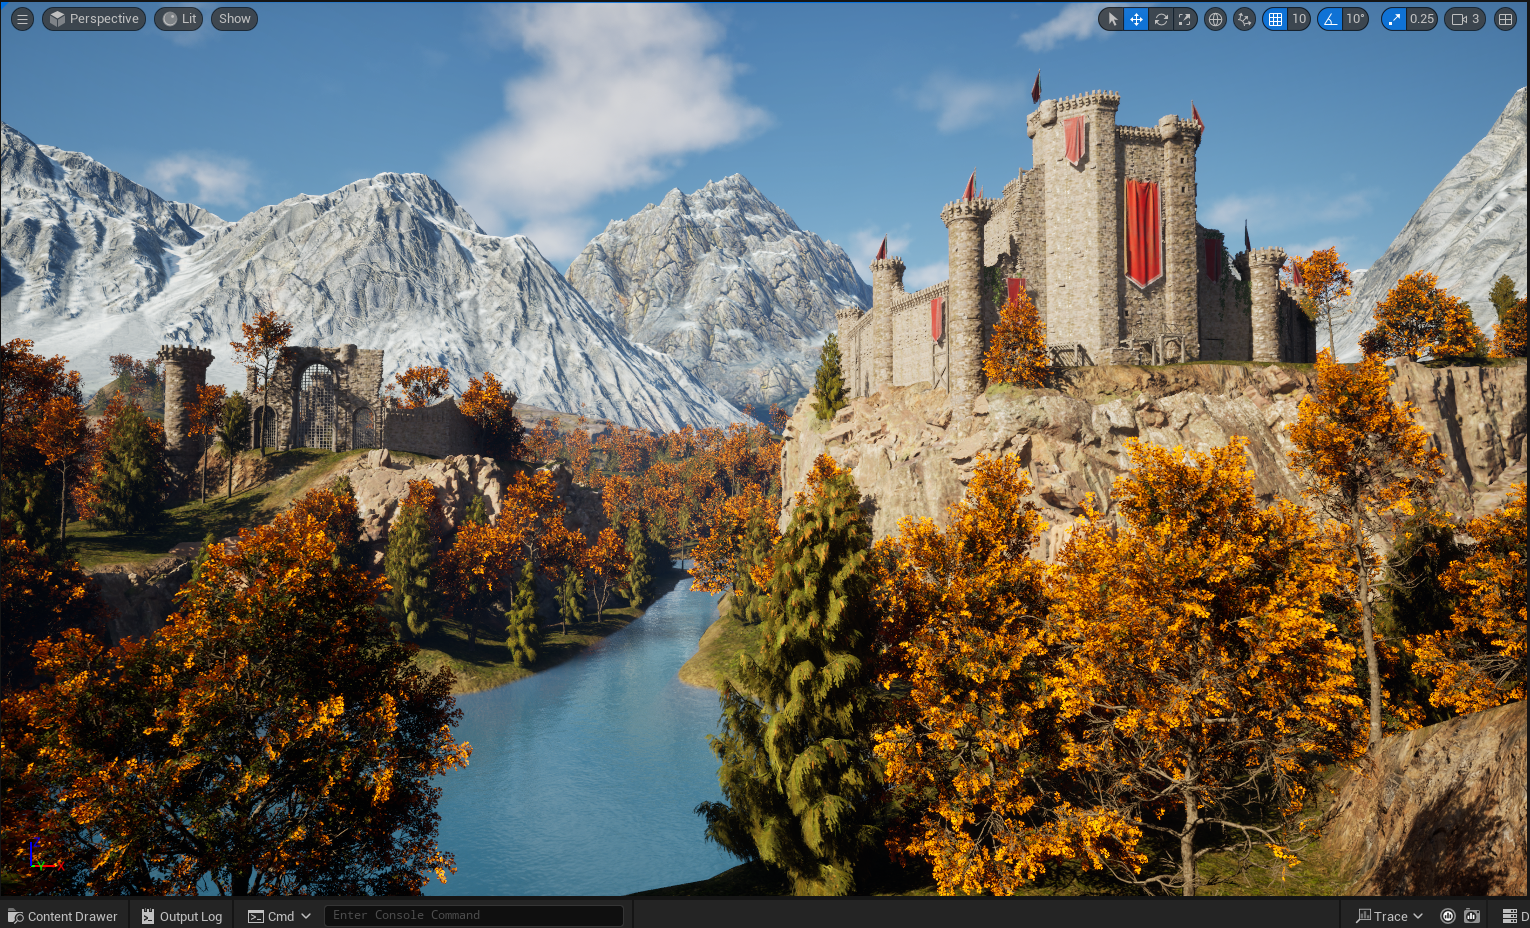 Perspective Lit Show 10 10° 0.25 3
Content Drawer Output Log Cmd Enter Console Command Trace D